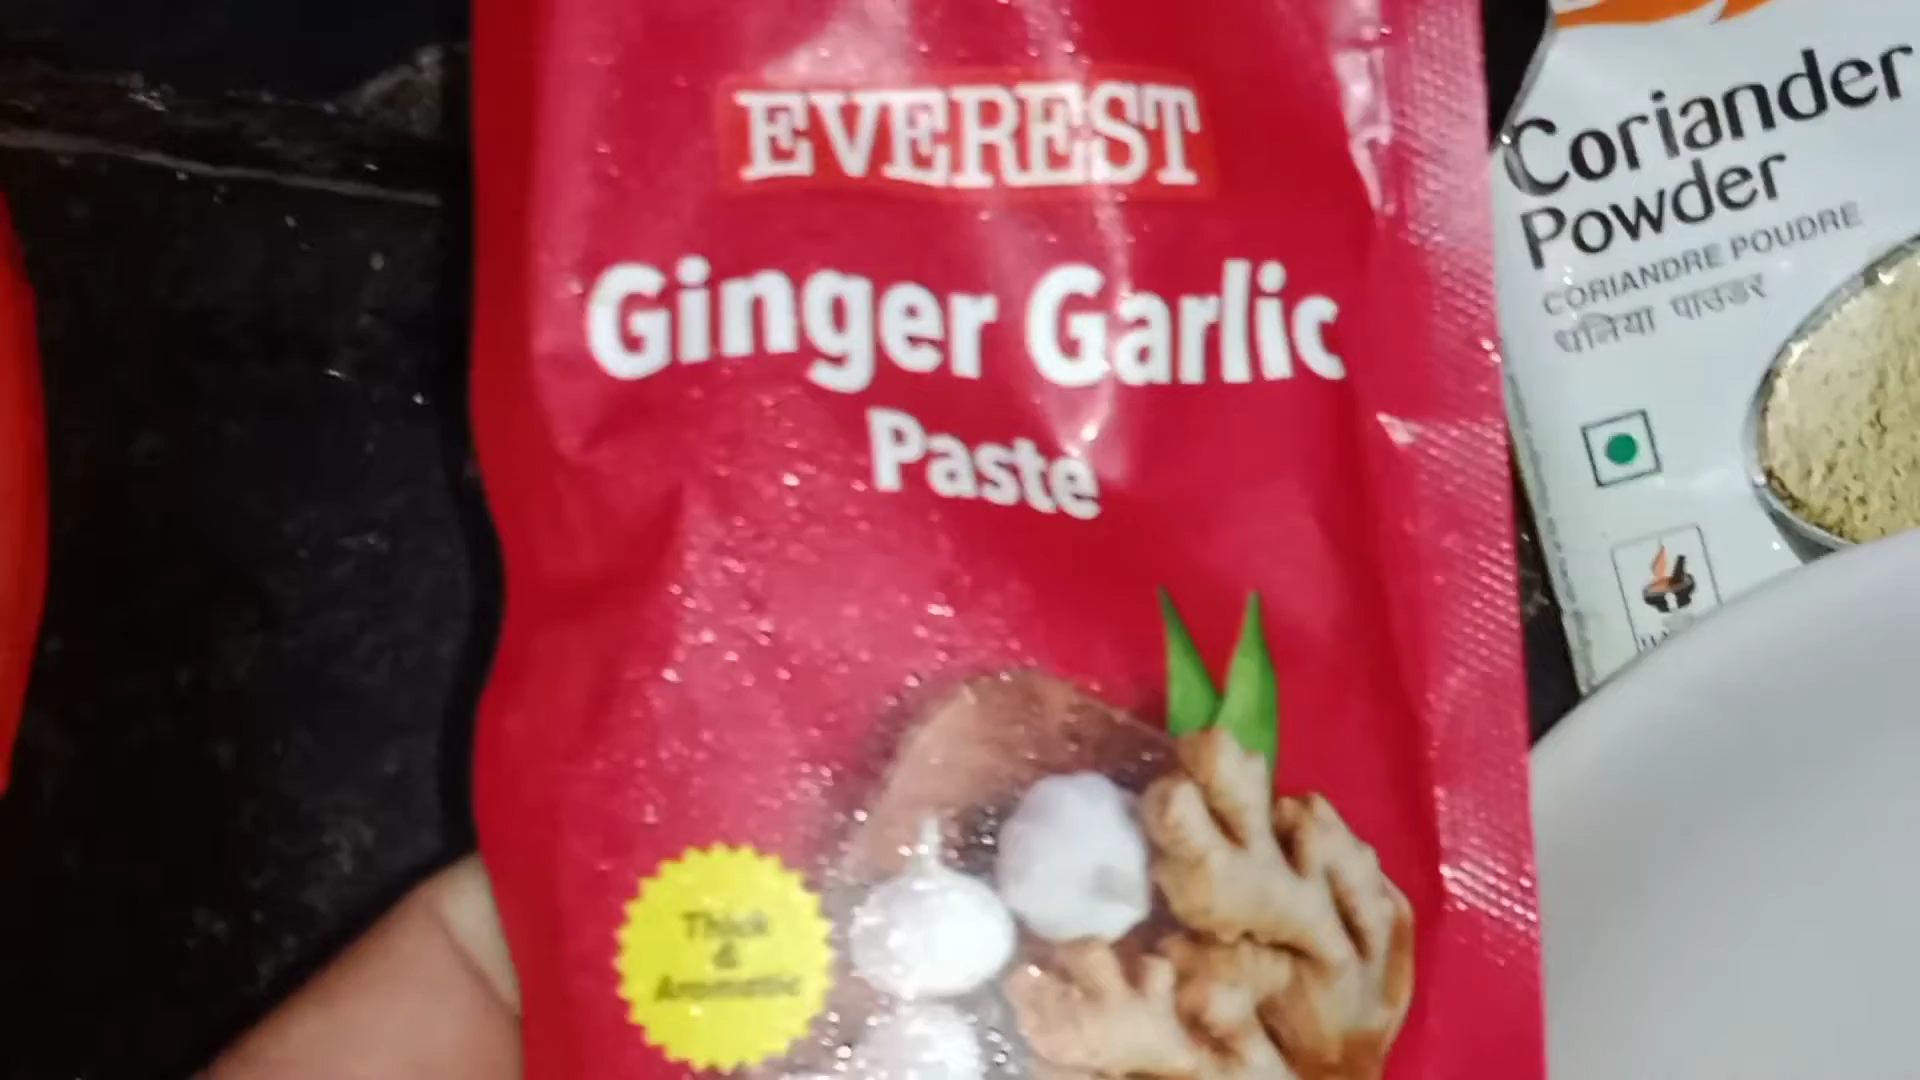 EVEREST
Ginger Garlic
Paste
Thick
&
Aromatic
Coriander
Powder
CORIANDRE POUDRE
धनिया पाउडर